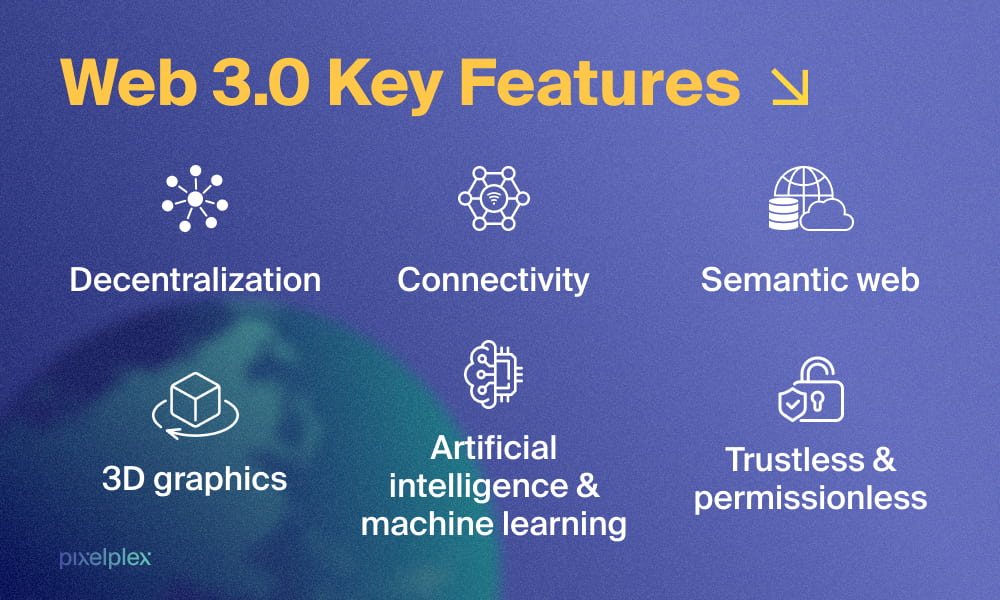 Web 3.0 Key Features
Decentralization
Connectivity
Semantic web
3D graphics
Artificial
intelligence &
machine learning
Trustless &
permissionless
pixelplex